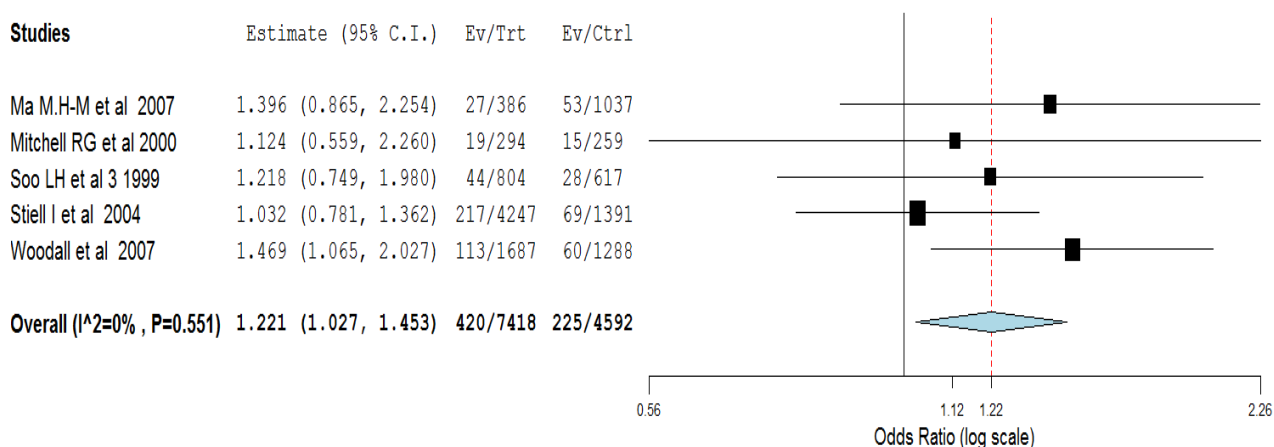 Studies Estimate (95% C.I.) Ev/Trt Ev/Ctrl
Ma M.H-M et al 2007 1.396 (0.865, 2.254) 27/386 53/1037
Mitchell RG et al 2000 1.124 (0.559, 2.260) 19/294 15/259
Soo LH et al 3 1999 1.218 (0.749, 1.980) 44/804 28/617
Stiell I et al 2004 1.032 (0.781, 1.362) 217/4247 69/1391
Woodall et al 2007 1.469 (1.065, 2.027) 113/1687 60/1288
Overall (I^2=0% , P=0.551) 1.221 (1.027, 1.453) 420/7418 225/4592
0.56 1.12 1.22 2.26
Odds Ratio (log scale)